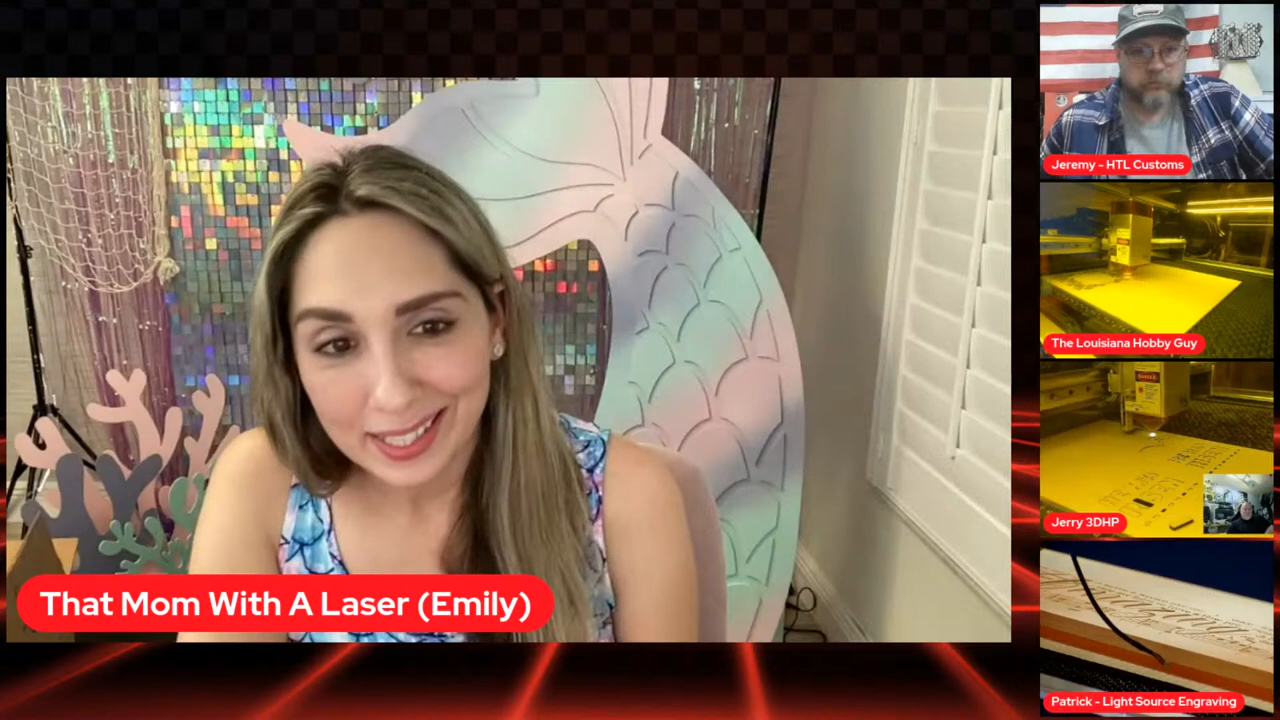 That Mom With A Laser (Emily)
Jeremy - HTL Customs
The Louisiana Hobby Guy
Jerry 3DHP
Patrick - Light Source Engraving